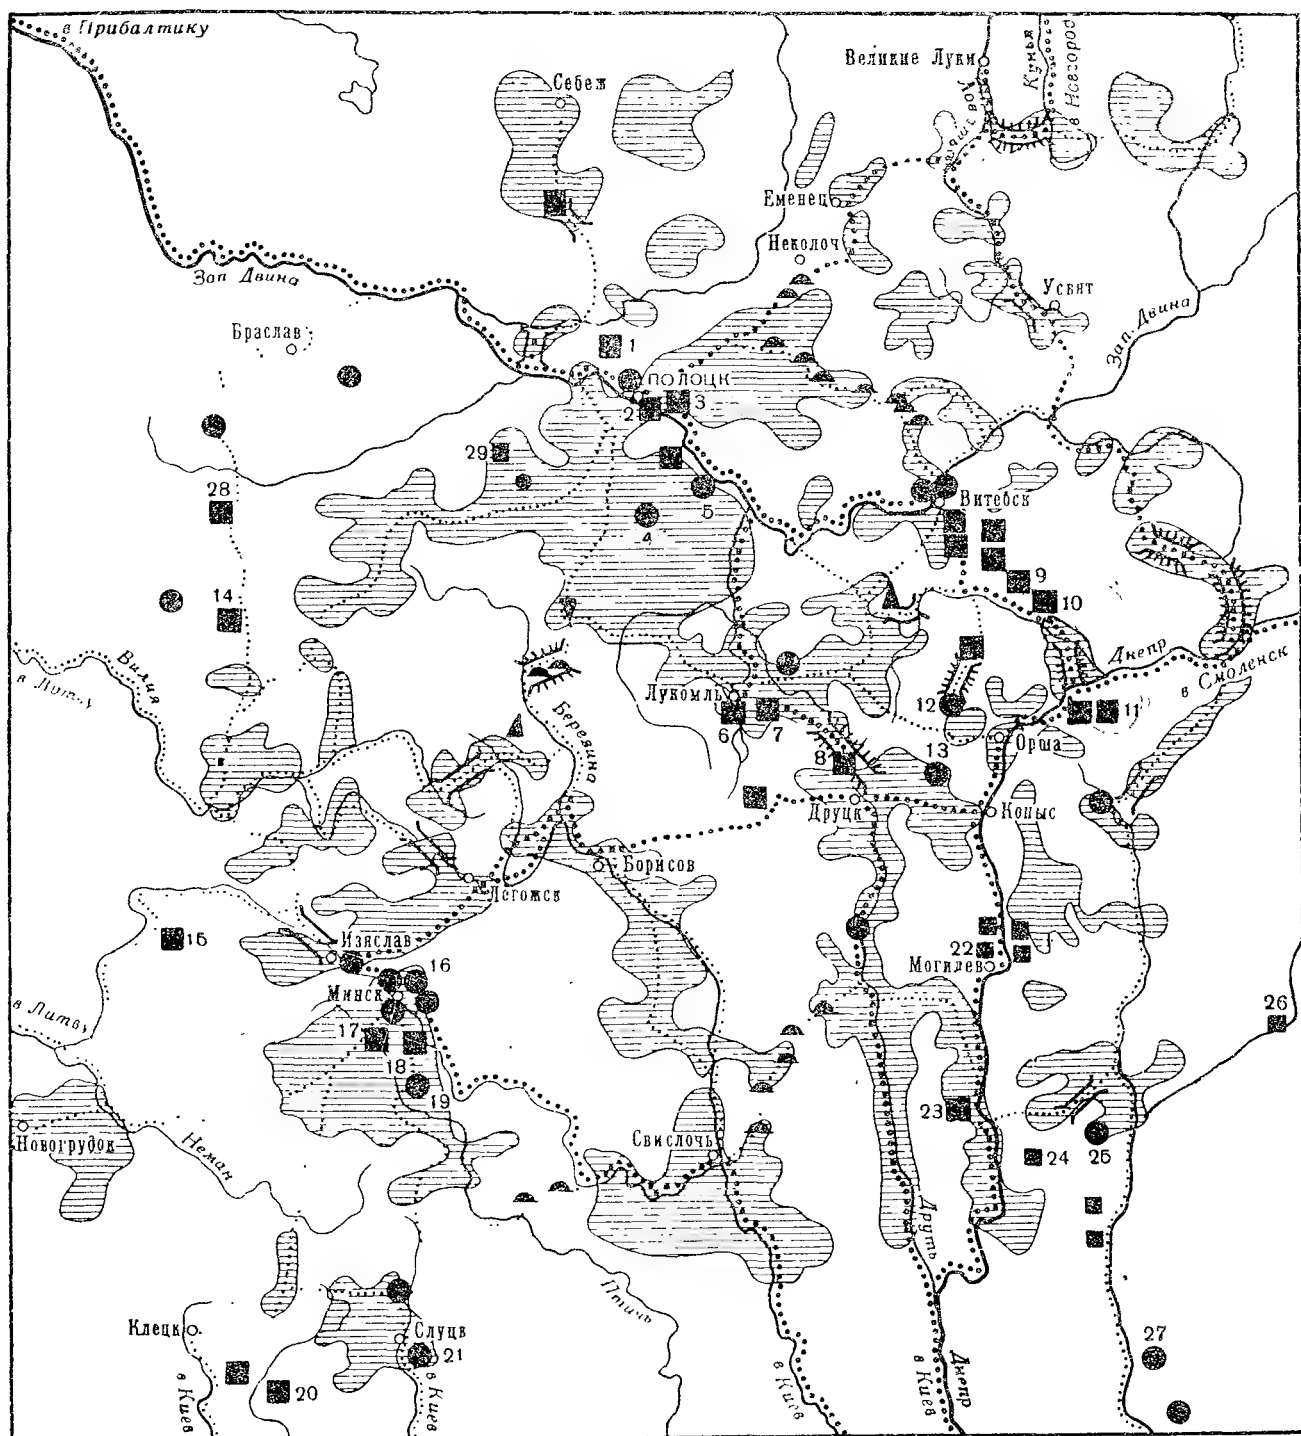 в Прибалтику
Великие Луки
Ловать
Кунья
в Новгород
Себеж
Еменец
Неколоч
Зап Двина
Усвят
Зап. Двина
Браслав
1
ПОЛОЦК
2
3
29
28
5
4
Витебск
9
10
14
Вилия
в Литву
Днепр
в Смоленск
Лукомль
6
7
12
11
Березина
Орша
8
13
Друцк
Копыс
Борисов
Логожск
15
Изяслав
16
22
Могилев
Минск
26
в Литву
17
18
19
23
25
24
Новогрудок
Неман
Свислочь
Друть
Птичь
Клецк
Слуцв
21
27
20
в Киев
в Киев
в Киев
в Киев
Днепр